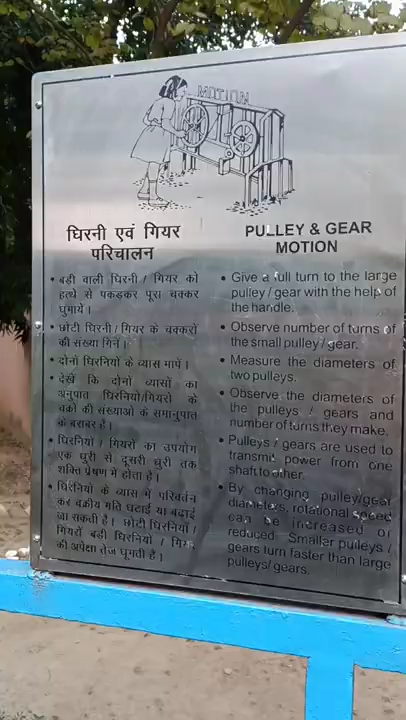 MOTION
घिरनी एवं गियर
परिचालन
• बड़ी वाली घिरनी / गियर को
हत्थे से पकड़कर पूरा चक्कर
घुमायें।
• छोटी घिरनी / गियर के चक्करों
की संख्या गिनें।
• दोनों घिरनियों के व्यास मापें।
• देखें कि दोनों व्यासों का
अनुपात घिरनियो/गियरों के
चक्रों की संख्याओं के समानुपात
के बराबर है।
• घिरनियों / गियरों का उपयोग
एक धुरी से दूसरी धुरी तक
शक्ति प्रेषण में होता है।
• घिरनियों के व्यास में परिवर्तन
कर चक्रीय गति घटाई या बढ़ाई
जा सकती है। छोटी घिरनियों /
गियरों बड़ी घिरनियो / गियर
की अपेक्षा तेज घूमती है।
PULLEY & GEAR
MOTION
• Give a full turn to the large
pulley / gear with the help of
the handle.
• Observe number of turns of
the small pulley / gear.
• Measure the diameters of
two pulleys.
• Observe the diameters of
the pulleys / gears and
number of turns they make.
• Pulleys / gears are used to
transmit power from one
shaft to other.
• By changing pulley/gear
diameters, rotational speed
can be increased or
reduced. Smaller pulleys /
gears turn faster than large
pulleys/ gears.